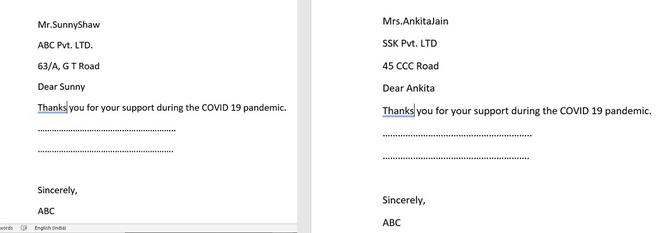 Mr.SunnyShaw
ABC Pvt. LTD.
63/A, G T Road
Dear Sunny
Thanks you for your support during the COVID 19 pandemic.
................................................................
...............................................................
Sincerely,
ABC
words English (India)
Mrs.AnkitaJain
SSK Pvt. LTD
45 CCC Road
Dear Ankita
Thanks you for your support during the COVID 19 pandemic.
................................................................
...............................................................
Sincerely,
ABC